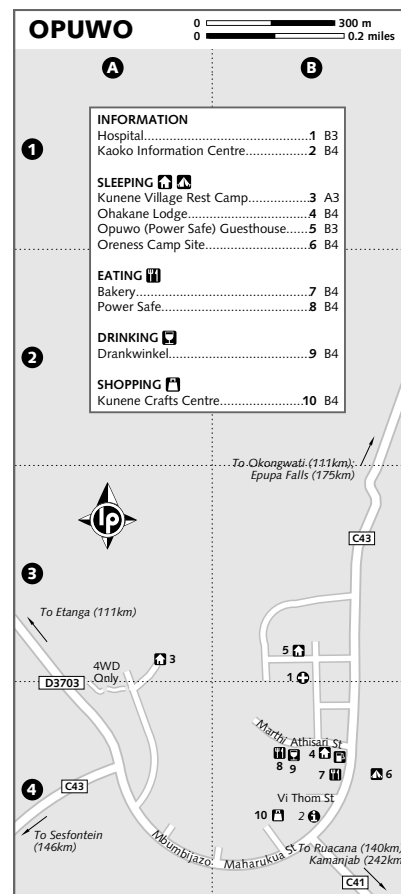 OPUWO
0 300 m
0 0.2 miles
A B
1
INFORMATION
Hospital...............................................1 B3
Kaoko Information Centre..............2 B4
SLEEPING
Kunene Village Rest Camp..............3 A3
Ohakane Lodge................................4 B4
Opuwo (Power Safe) Guesthouse.....5 B3
Oreness Camp Site...........................6 B4
EATING
Bakery................................................7 B4
Power Safe........................................8 B4
2
DRINKING
Drankwinkel......................................9 B4
SHOPPING
Kunene Crafts Centre....................10 B4
To Okongwati (111km);
Epupa Falls (175km)
lp
C43
3
To Etanga (111km)
5
3
4WD
Only
1
D3703
Marthi Athisari St
4
8 9
7
6
4
C43
Vi Thom St
10 2
To Sesfontein
(146km)
Mbumbijazo Maharukua St
To Ruacana (140km)
Kamanjab (242km)
C41